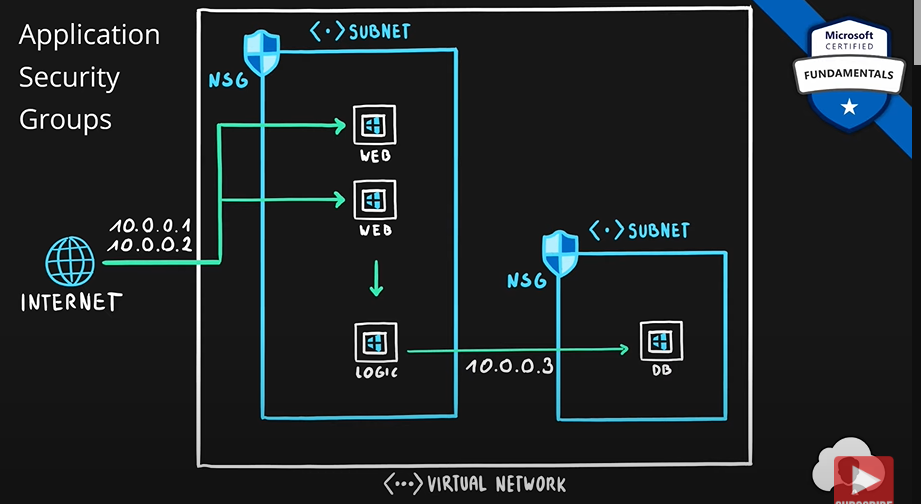 Application
Security
Groups
<·>SUBNET
NSG
WEB
WEB
10.0.0.1
10.0.0.2
INTERNET
LOGIC
10.0.0.3
<·>SUBNET
NSG
DB
<···>VIRTUAL NETWORK
Microsoft
CERTIFIED
FUNDAMENTALS
SUBSCRIBE